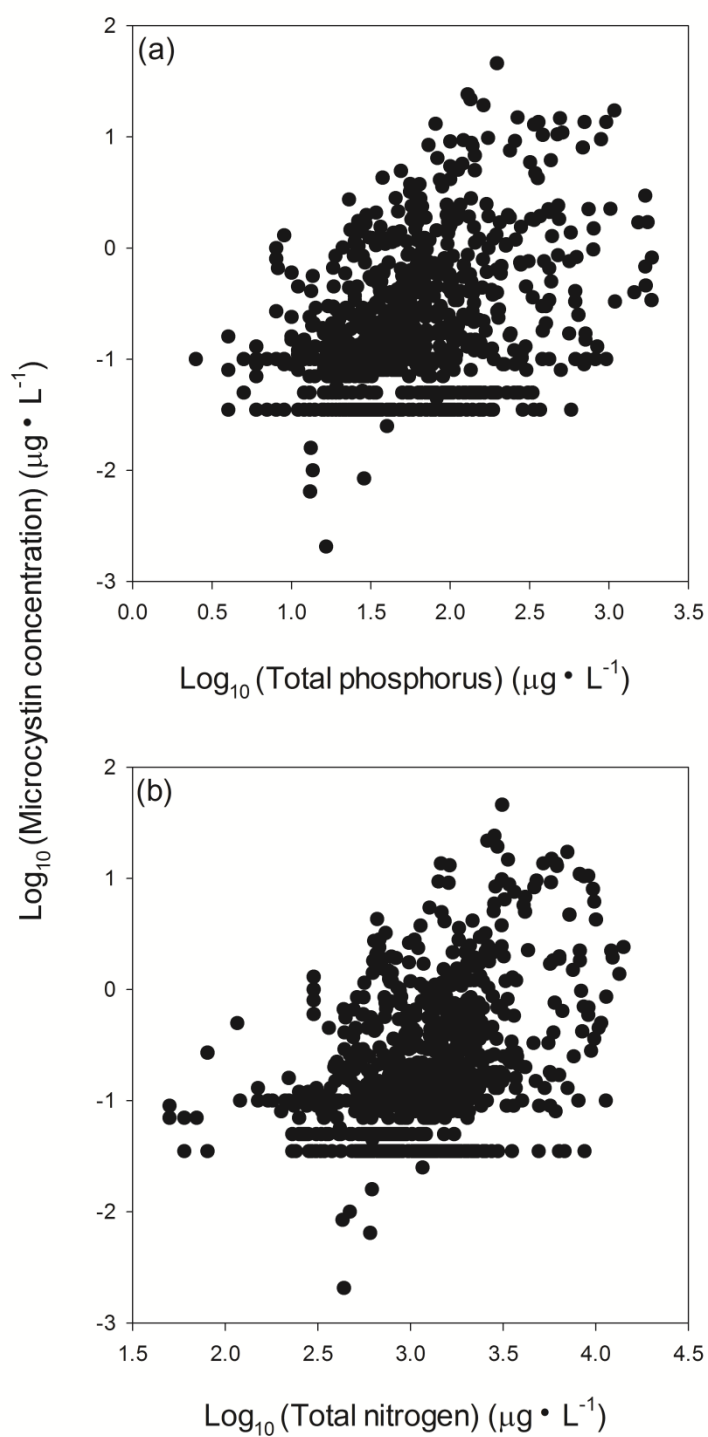 (a)
2
1
0
-1
-2
-3
0.0 0.5 1.0 1.5 2.0 2.5 3.0 3.5
Log₁₀ (Total phosphorus) (μg • L⁻¹)
Log₁₀ (Microcystin concentration) (μg • L⁻¹)
(b)
2
1
0
-1
-2
-3
1.5 2.0 2.5 3.0 3.5 4.0 4.5
Log₁₀ (Total nitrogen) (μg • L⁻¹)